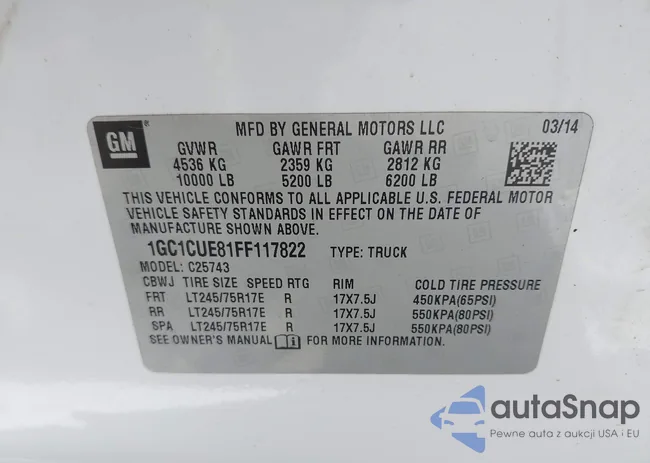 GM
MFD BY GENERAL MOTORS LLC 03/14
GVWR GAWR FRT GAWR RR
4536 KG 2359 KG 2812 KG
10000 LB 5200 LB 6200 LB
THIS VEHICLE CONFORMS TO ALL APPLICABLE U.S. FEDERAL MOTOR
VEHICLE SAFETY STANDARDS IN EFFECT ON THE DATE OF
MANUFACTURE SHOWN ABOVE.
1GC1CUE81FF117822 TYPE: TRUCK
MODEL: C25743
CBWJ TIRE SIZE SPEED RTG RIM COLD TIRE PRESSURE
FRT LT245/75R17E R 17X7.5J 450KPA(65PSI)
RR LT245/75R17E R 17X7.5J 550KPA(80PSI)
SPA LT245/75R17E R 17X7.5J 550KPA(80PSI)
SEE OWNER'S MANUAL i FOR MORE INFORMATION.
autaSnap
Pewne auta z aukcji USA i EU